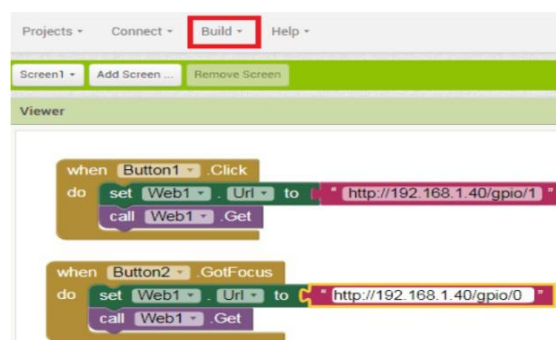 Projects Connect Build Help
Screen1 Add Screen ... Remove Screen
Viewer
when Button1 .Click
do set Web1 . Url to " http://192.168.1.40/gpio/1 "
call Web1 .Get
when Button2 .GotFocus
do set Web1 . Url to " http://192.168.1.40/gpio/0 "
call Web1 .Get